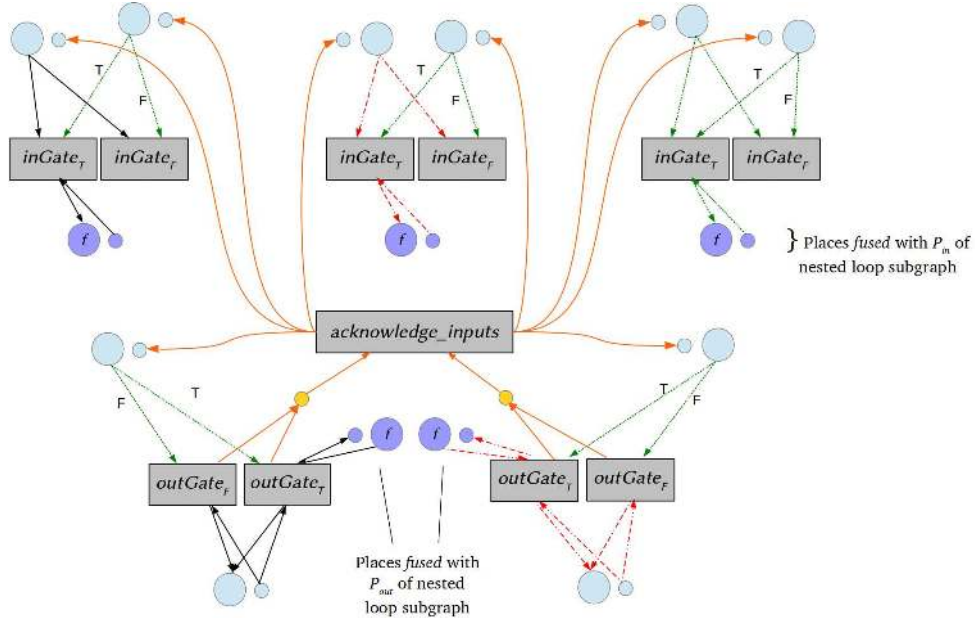 T
F
T
F
T
F
inGate_T
inGate_F
inGate_T
inGate_F
inGate_T
inGate_F
f
f
f
} Places fused with P_in of
nested loop subgraph
acknowledge_inputs
F
T
T
F
f
f
outGate_F
outGate_T
outGate_T
outGate_F
Places fused with
P_out of nested
loop subgraph